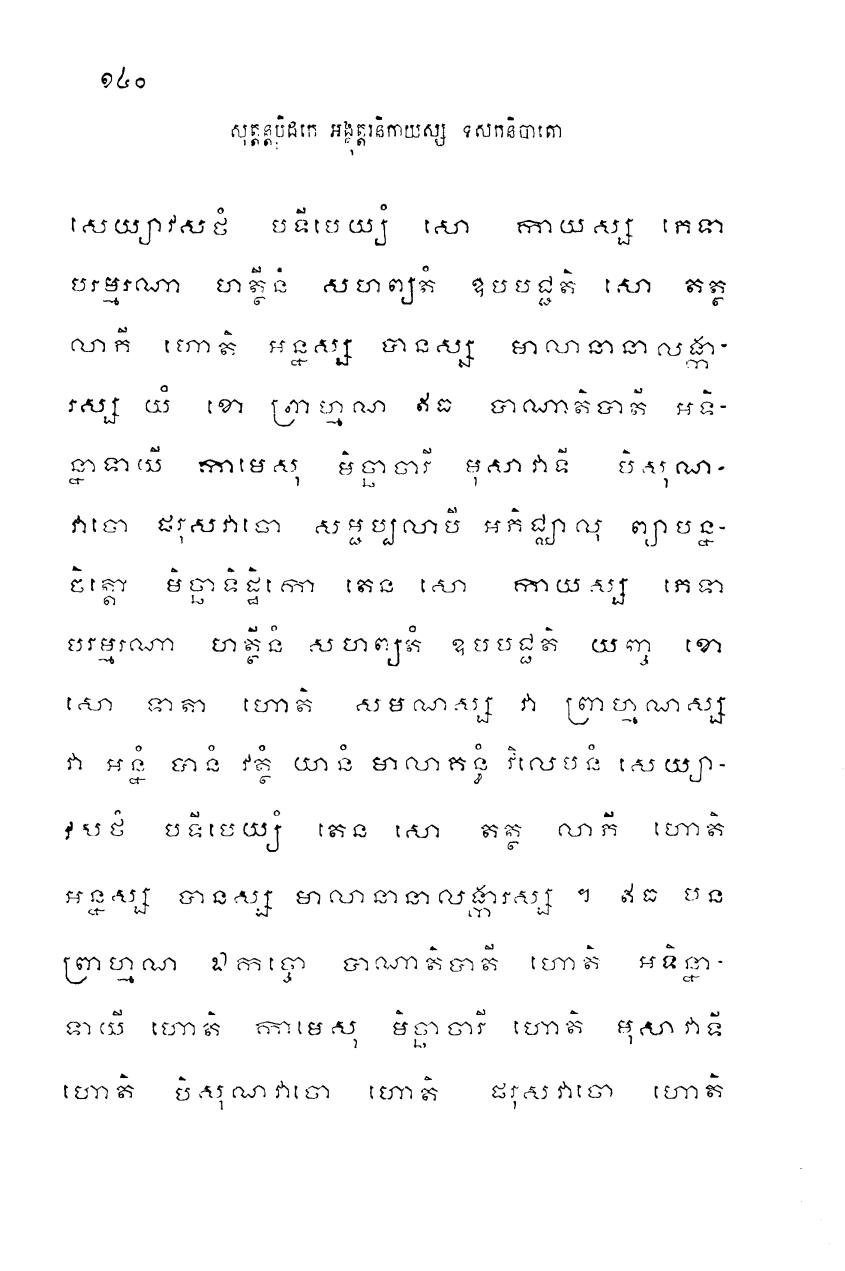 ១៤០
សុត្តន្តបិដកេ អង្គុត្តរនិកាយស្ស ទសកនិបាតោ
សេយ្យាវសថំ បទីបេយ្យំ សោ កាយស្ស ភេទា
បរម្មរណា ហត្ថីនំ សហព្យតំ ឧបបជ្ជតិ សោ តត្ថ
លាភី ហោតិ អន្នស្ស បានស្ស មាលានានាលង្កា-
រស្ស យំ ខោ ព្រាហ្មណ ឥធ បាណាតិបាតី អទិ-
ន្នាទាយី កាមេសុ មិច្ឆាចារី មុសាវាទី បិសុណ-
វាចោ ផរុសវាចោ សម្ផប្បលាបី អភិជ្ឈាលុ ព្យាបន្ន-
ចិត្តោ មិច្ឆាទិដ្ឋិកោ តេន សោ កាយស្ស ភេទា
បរម្មរណា ហត្ថីនំ សហព្យតំ ឧបបជ្ជតិ យញ្ច ខោ
សោ ទាតា ហោតិ សមណស្ស វា ព្រាហ្មណស្ស
វា អន្នំ បានំ វត្ថំ យានំ មាលាគន្ធំ វិលេបនំ សេយ្យា-
វសថំ បទីបេយ្យំ តេន សោ តត្ថ លាភី ហោតិ
អន្នស្ស បានស្ស មាលានានាលង្ការស្ស ។ ឥធ បន
ព្រាហ្មណ ឯកច្ចោ បាណាតិបាតី ហោតិ អទិន្នា-
ទាយី ហោតិ កាមេសុ មិច្ឆាចារី ហោតិ មុសាវាទី
ហោតិ បិសុណវាចោ ហោតិ ផរុសវាចោ ហោតិ